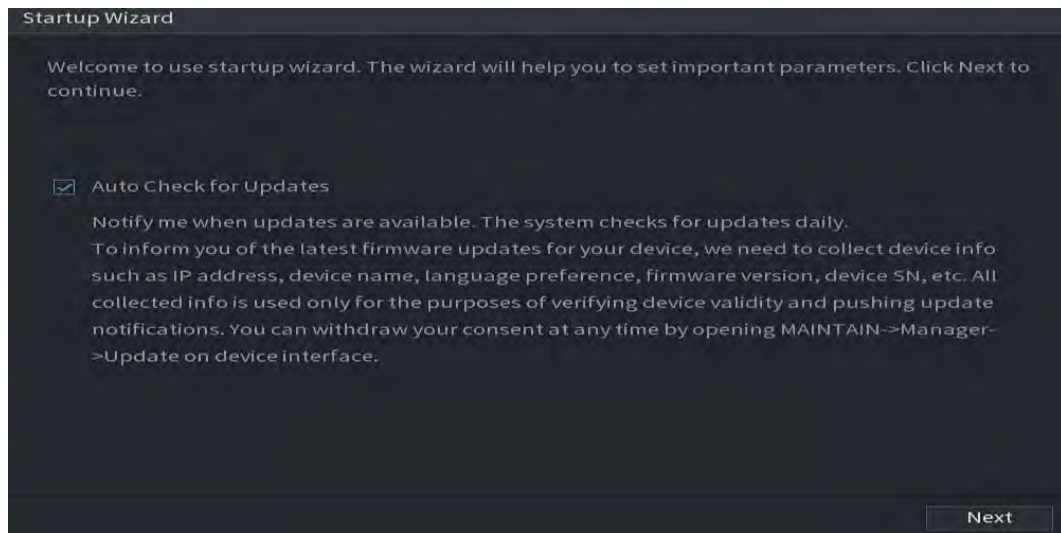 Startup Wizard
Welcome to use startup wizard. The wizard will help you to set important parameters. Click Next to
continue.
Auto Check for Updates
Notify me when updates are available. The system checks for updates daily.
To inform you of the latest firmware updates for your device, we need to collect device info
such as IP address, device name, language preference, firmware version, device SN, etc. All
collected info is used only for the purposes of verifying device validity and pushing update
notifications. You can withdraw your consent at any time by opening MAINTAIN->Manager-
>Update on device interface.
Next